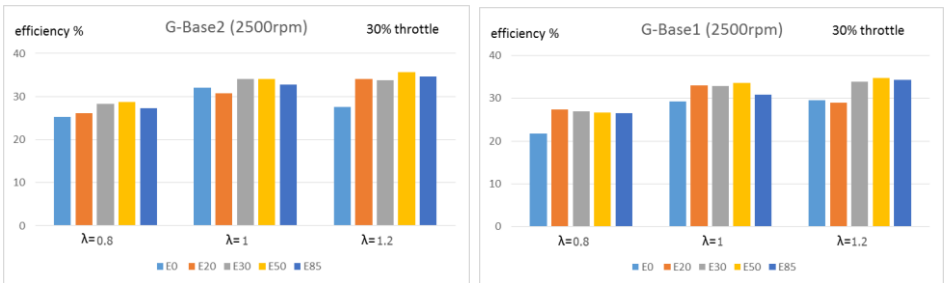 efficiency %
G-Base2 (2500rpm)
30% throttle
40
30
20
10
0
λ=0.8
λ=1
λ=1.2
E0 E20 E30 E50 E85
efficiency %
G-Base1 (2500rpm)
30% throttle
40
30
20
10
0
λ=0.8
λ=1
λ=1.2
E0 E20 E30 E50 E85